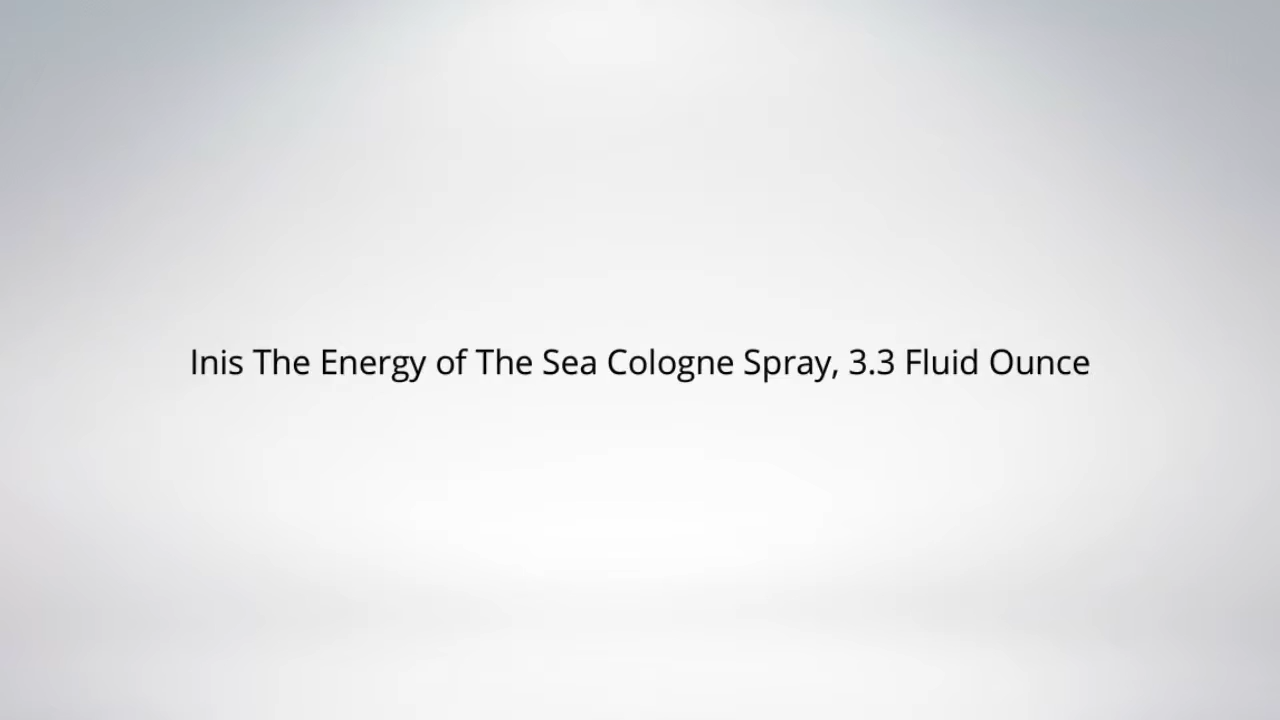 Inis The Energy of The Sea Cologne Spray, 3.3 Fluid Ounce